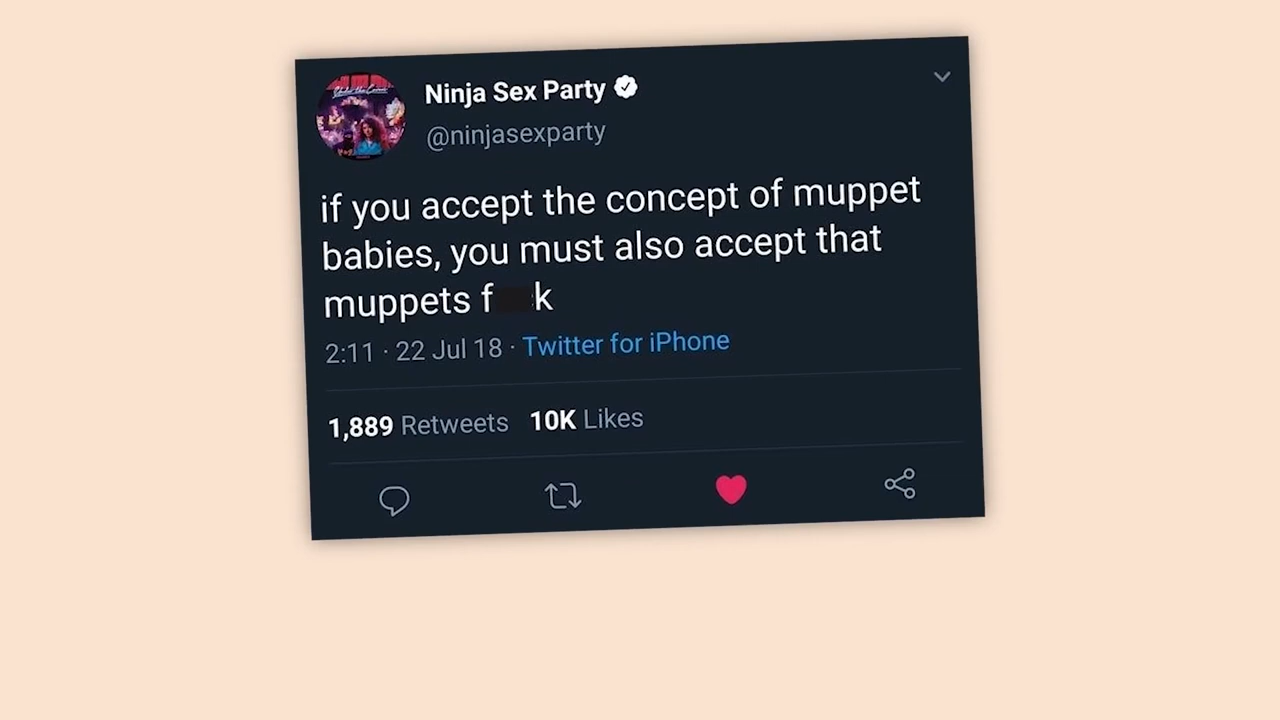 Ninja Sex Party
@ninjasexparty
if you accept the concept of muppet
babies, you must also accept that
muppets f k
2:11 · 22 Jul 18 · Twitter for iPhone
1,889 Retweets 10K Likes